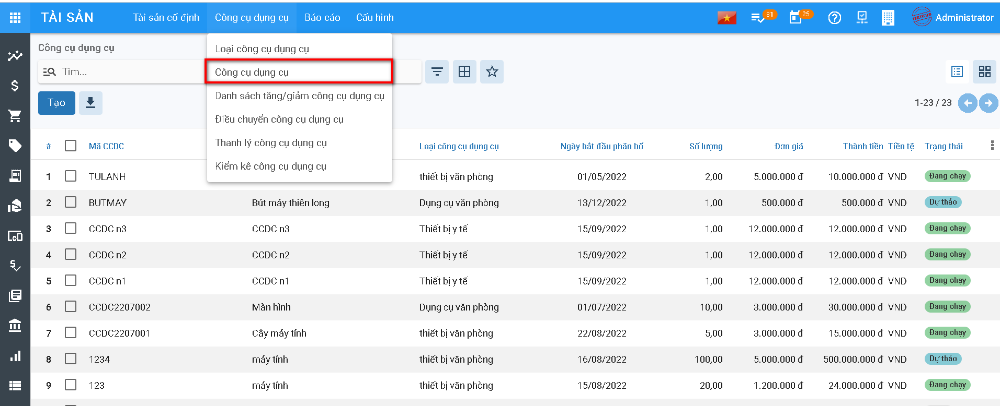 TÀI SẢN Tài sản cố định Công cụ dụng cụ Báo cáo Cấu hình 31 25 CERTIFIED Administrator
Công cụ dụng cụ
Loại công cụ dụng cụ
Tìm...
Công cụ dụng cụ
Danh sách tăng/giảm công cụ dụng cụ
Tạo
1-23 / 23
Điều chuyển công cụ dụng cụ
Thanh lý công cụ dụng cụ
Kiểm kê công cụ dụng cụ
# Mã CCDC Loại công cụ dụng cụ Ngày bắt đầu phân bổ Số lượng Đơn giá Thành tiền Tiền tệ Trạng thái
1 TULANH thiết bị văn phòng 01/05/2022 2,00 5.000.000 đ 10.000.000 đ VND Đang chạy
2 BUTMAY Bút máy thiên long Dụng cụ văn phòng 13/12/2022 1,00 500.000 đ 500.000 đ VND Dự thảo
3 CCDC n3 CCDC n3 Thiết bị y tế 15/09/2022 1,00 12.000.000 đ 12.000.000 đ VND Đang chạy
4 CCDC n2 CCDC n2 Thiết bị y tế 15/09/2022 1,00 12.000.000 đ 12.000.000 đ VND Đang chạy
5 CCDC n1 CCDC n1 Thiết bị y tế 15/09/2022 1,00 12.000.000 đ 12.000.000 đ VND Đang chạy
6 CCDC2207002 Màn hình Dụng cụ văn phòng 01/07/2022 10,00 3.000.000 đ 30.000.000 đ VND Đang chạy
7 CCDC2207001 Cây máy tính thiết bị văn phòng 22/08/2022 5,00 3.000.000 đ 15.000.000 đ VND Đang chạy
8 1234 máy tính thiết bị văn phòng 16/08/2022 100,00 5.000.000 đ 500.000.000 đ VND Dự thảo
9 123 máy tính thiết bị văn phòng 15/08/2022 20,00 1.200.000 đ 24.000.000 đ VND Đang chạy